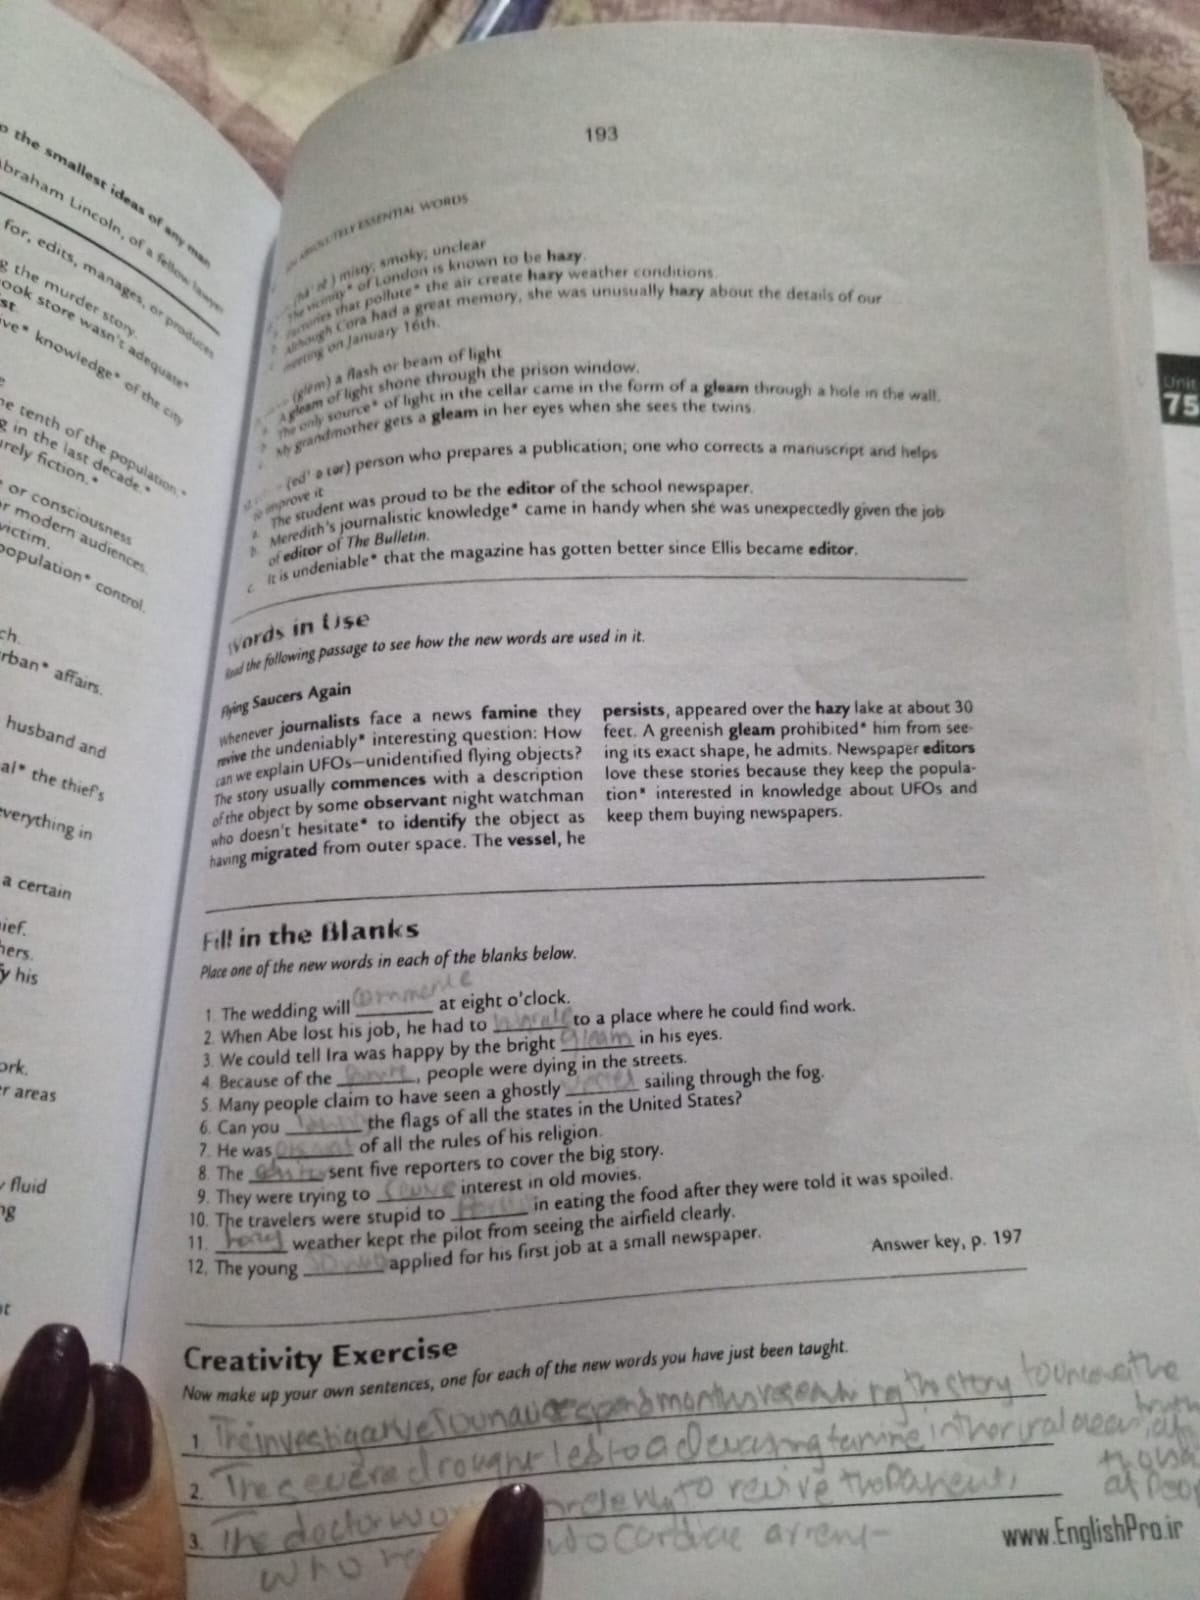 o the smallest ideas of any man
Abraham Lincoln, of a fellow lawyer
for, edits, manages, or produces
g the murder story.
ook store wasn't adequate*
st.
ive* knowledge* of the city
e tenth of the population.*
g in the last decade.*
urely fiction.*
or consciousness
or modern audiences.
victim.
population* control.
ch.
rban* affairs.
husband and
al* the thief's
everything in
a certain
ief.
hers.
y his
ork.
r areas
y fluid
ng
193
ABSOLUTELY ESSENTIAL WORDS
misty; smoky; unclear
The vicinity* of London is known to be hazy.
Factories that pollute* the air create hazy weather conditions.
Although Cora had a great memory, she was unusually hazy about the details of our
meeting on January 16th.
(glēm) a flash or beam of light
A gleam of light shone through the prison window.
The only source* of light in the cellar came in the form of a gleam through a hole in the wall.
My grandmother gets a gleam in her eyes when she sees the twins.
(ed' ə tər) person who prepares a publication; one who corrects a manuscript and helps
to improve it
a. The student was proud to be the editor of the school newspaper.
b. Meredith's journalistic knowledge* came in handy when she was unexpectedly given the job
of editor of The Bulletin.
c. It is undeniable* that the magazine has gotten better since Ellis became editor.
Words in Use
Read the following passage to see how the new words are used in it.
Flying Saucers Again
Whenever journalists face a news famine they
revive the undeniably* interesting question: How
can we explain UFOs—unidentified flying objects?
The story usually commences with a description
of the object by some observant night watchman
who doesn't hesitate* to identify the object as
having migrated from outer space. The vessel, he
persists, appeared over the hazy lake at about 30
feet. A greenish gleam prohibited* him from see-
ing its exact shape, he admits. Newspaper editors
love these stories because they keep the popula-
tion* interested in knowledge about UFOs and
keep them buying newspapers.
Fill in the Blanks
Place one of the new words in each of the blanks below.
1. The wedding will commence at eight o'clock.
2. When Abe lost his job, he had to to a place where he could find work.
3. We could tell Ira was happy by the bright gleam in his eyes.
4. Because of the famine, people were dying in the streets.
5. Many people claim to have seen a ghostly sailing through the fog.
6. Can you the flags of all the states in the United States?
7. He was of all the rules of his religion.
8. The editor sent five reporters to cover the big story.
9. They were trying to interest in old movies.
10. The travelers were stupid to in eating the food after they were told it was spoiled.
11. hazy weather kept the pilot from seeing the airfield clearly.
12. The young applied for his first job at a small newspaper.
Answer key, p. 197
Creativity Exercise
Now make up your own sentences, one for each of the new words you have just been taught.
1. The investigative spend months the story to uncover the truth
2. The severe drought led to a famine in the rural areas
3. The doctor to revive the patient,
who cardiac arrest
www.EnglishPro.ir
Unit
75